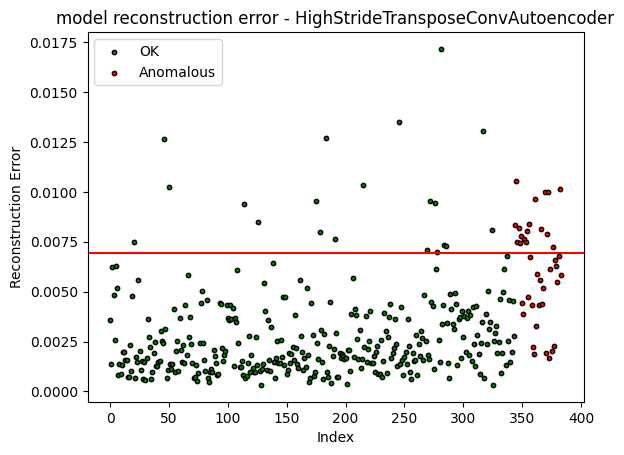 model reconstruction error - HighStrideTransposeConvAutoencoder
OK
Anomalous
Reconstruction Error
0.0175
0.0150
0.0125
0.0100
0.0075
0.0050
0.0025
0.0000
0 50 100 150 200 250 300 350 400
Index